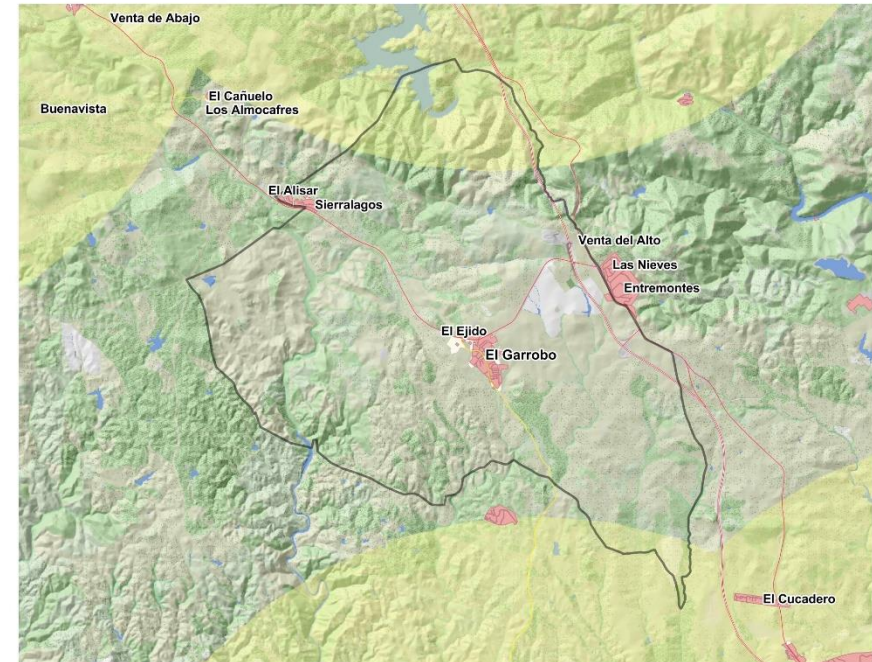 Venta de Abajo
El Cañuelo
Buenavista
Los Almocafres
El Alisar
Sierralagos
Venta del Alto
Las Nieves
Entremontes
El Ejido
El Garrobo
El Cucadero